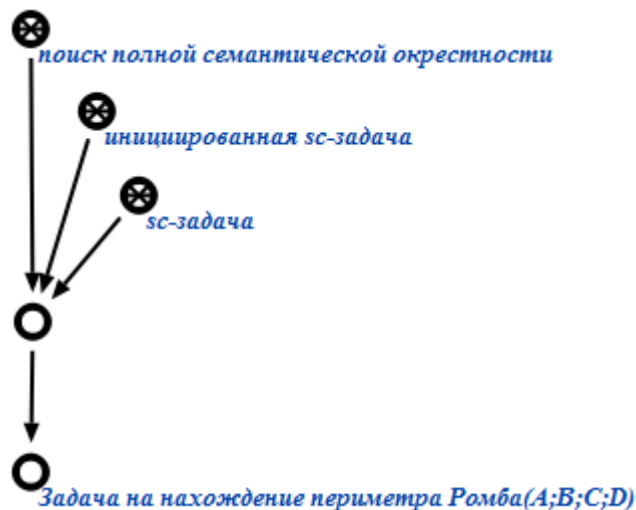 поиск полной семантической окрестности
инициированная sc-задача
sc-задача
Задача на нахождение периметра Ромба(A;B;C;D)